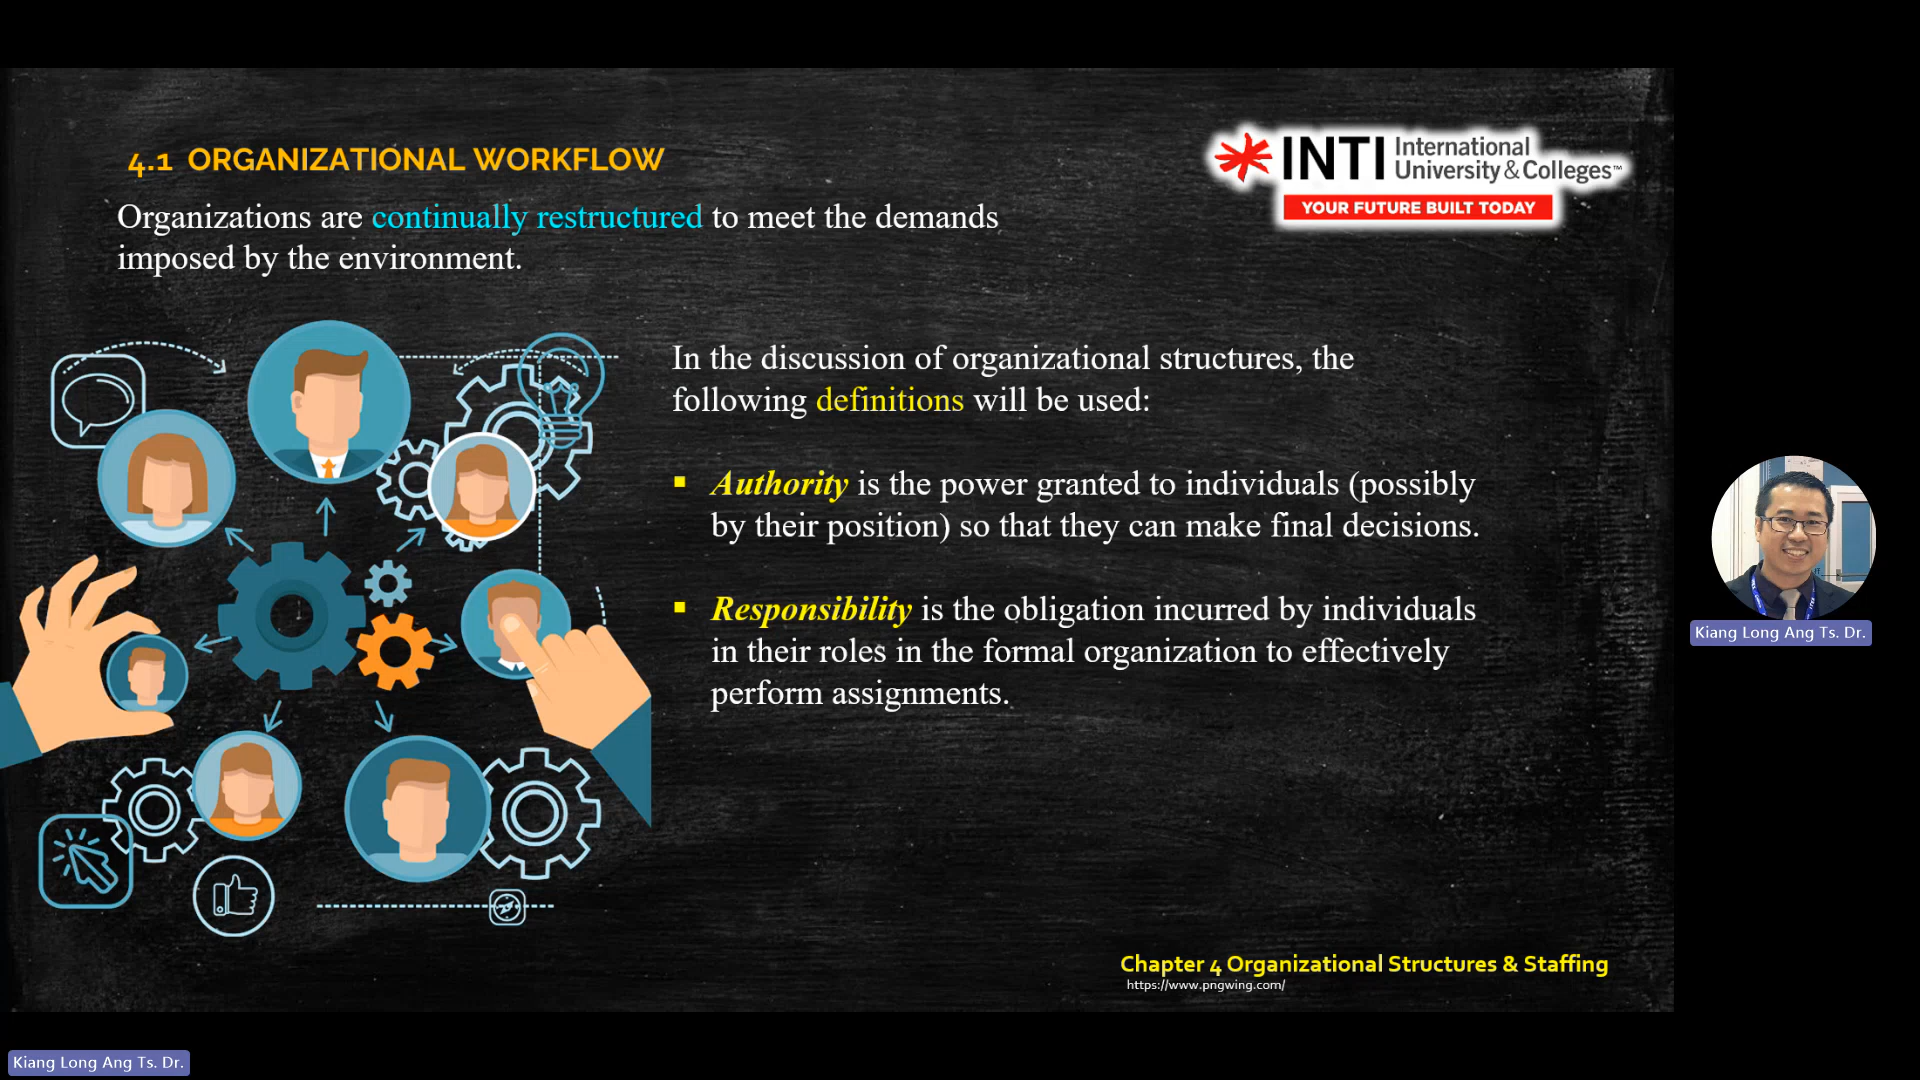 4.1 ORGANIZATIONAL WORKFLOW
Organizations are continually restructured to meet the demands
imposed by the environment.
INTI International
University & Colleges™
YOUR FUTURE BUILT TODAY
In the discussion of organizational structures, the
following definitions will be used:
▪ Authority is the power granted to individuals (possibly
by their position) so that they can make final decisions.
▪ Responsibility is the obligation incurred by individuals
in their roles in the formal organization to effectively
perform assignments.
Kiang Long Ang Ts. Dr.
Chapter 4 Organizational Structures & Staffing
https://www.pngwing.com/
Kiang Long Ang Ts. Dr.